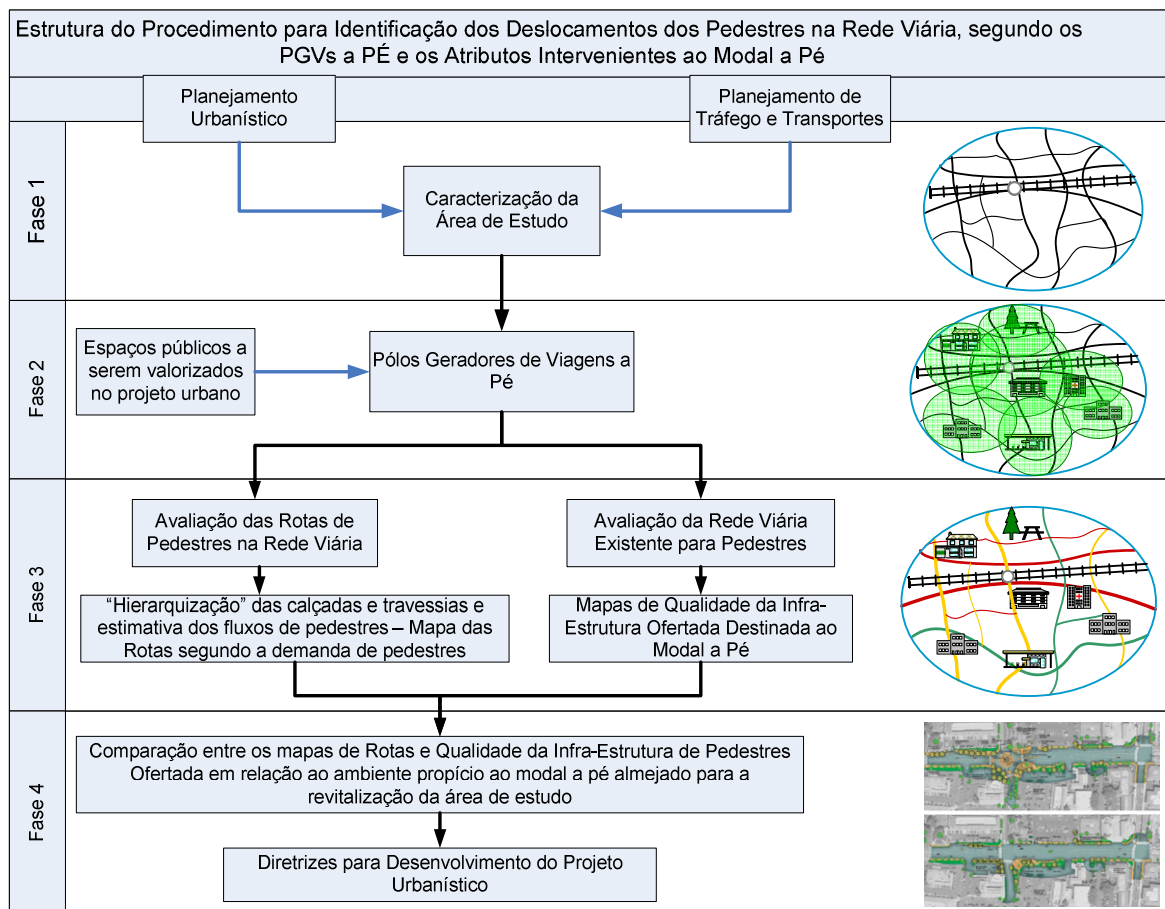 Estrutura do Procedimento para Identificação dos Deslocamentos dos Pedestres na Rede Viária, segundo os
PGVs a PÉ e os Atributos Intervenientes ao Modal a Pé
Planejamento
Urbanístico
Planejamento de
Tráfego e Transportes
Fase 1
Caracterização da
Área de Estudo
Fase 2
Espaços públicos a
serem valorizados
no projeto urbano
Pólos Geradores de Viagens a
Pé
Fase 3
Avaliação das Rotas de
Pedestres na Rede Viária
Avaliação da Rede Viária
Existente para Pedestres
“Hierarquização” das calçadas e travessias e
estimativa dos fluxos de pedestres – Mapa das
Rotas segundo a demanda de pedestres
Mapas de Qualidade da Infra-
Estrutura Ofertada Destinada ao
Modal a Pé
Fase 4
Comparação entre os mapas de Rotas e Qualidade da Infra-Estrutura de Pedestres
Ofertada em relação ao ambiente propício ao modal a pé almejado para a
revitalização da área de estudo
Diretrizes para Desenvolvimento do Projeto
Urbanístico